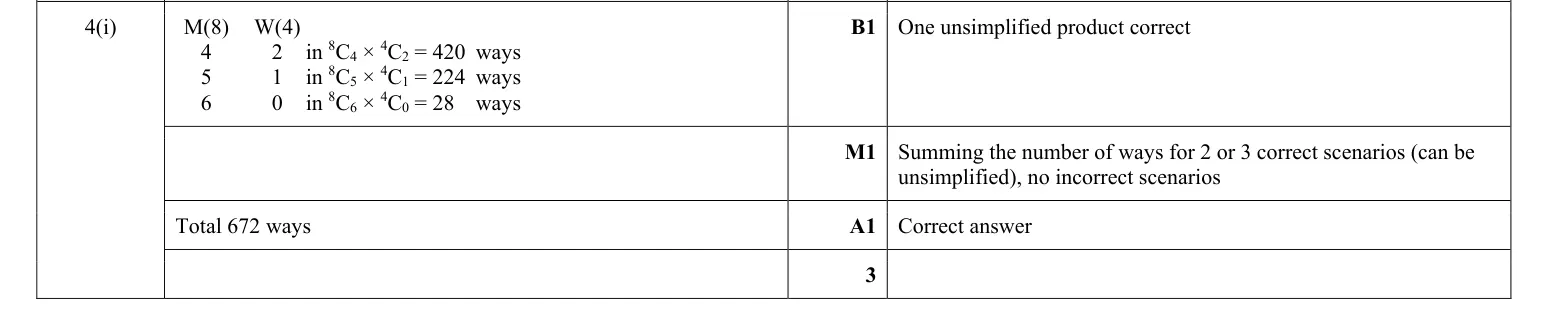 4(i) M(8) W(4) B1 One unsimplified product correct
4 2 in ⁸C₄ × ⁴C₂ = 420 ways
5 1 in ⁸C₅ × ⁴C₁ = 224 ways
6 0 in ⁸C₆ × ⁴C₀ = 28 ways
M1 Summing the number of ways for 2 or 3 correct scenarios (can be
unsimplified), no incorrect scenarios
Total 672 ways A1 Correct answer
3